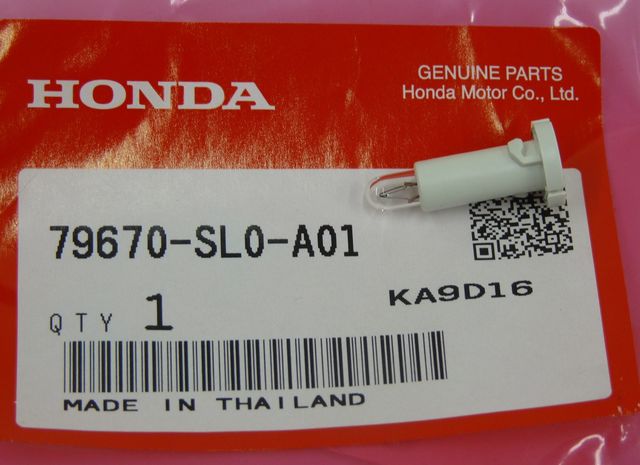 HONDA
GENUINE PARTS
Honda Motor Co., Ltd.
79670-SL0-A01
KA9D16
QTY 1
MADE IN THAILAND